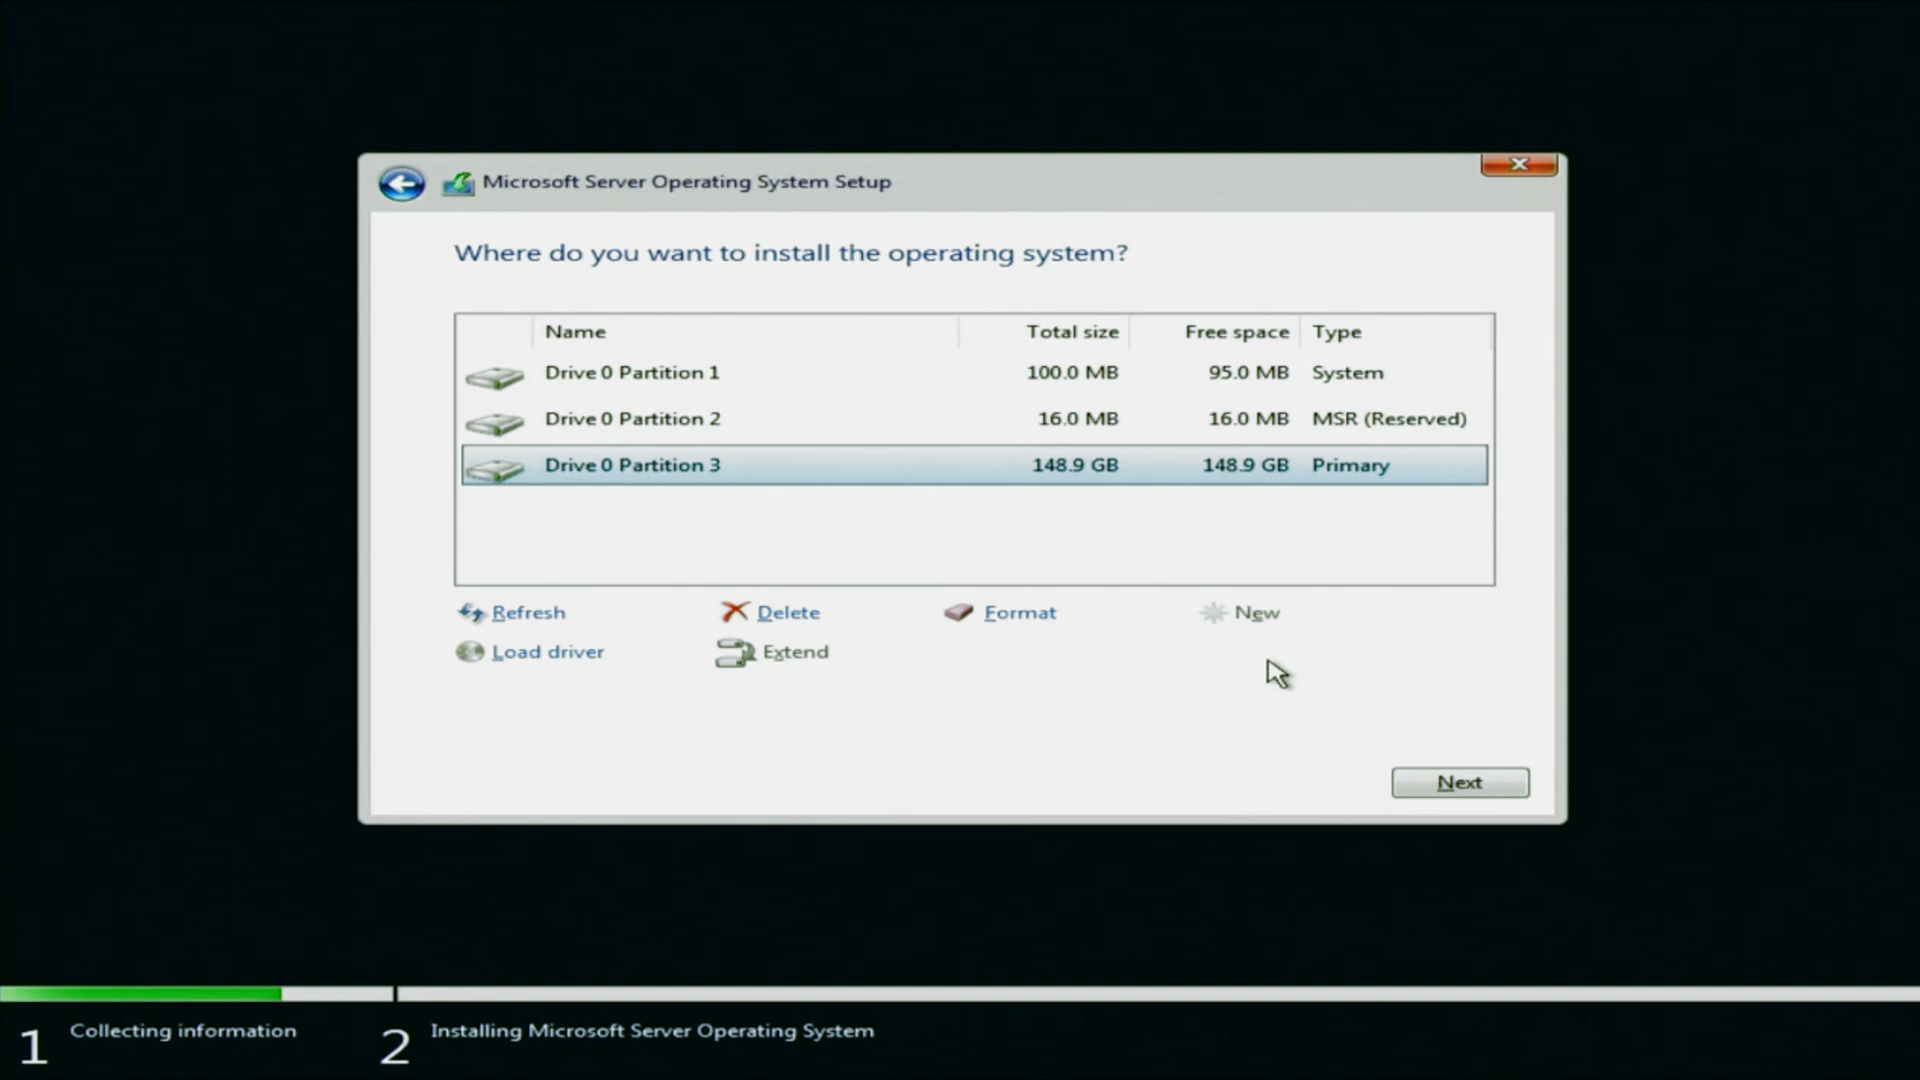 Microsoft Server Operating System Setup
Where do you want to install the operating system?
Name Total size Free space Type
Drive 0 Partition 1 100.0 MB 95.0 MB System
Drive 0 Partition 2 16.0 MB 16.0 MB MSR (Reserved)
Drive 0 Partition 3 148.9 GB 148.9 GB Primary
Refresh Delete Format New
Load driver Extend
Next
1 Collecting information 2 Installing Microsoft Server Operating System